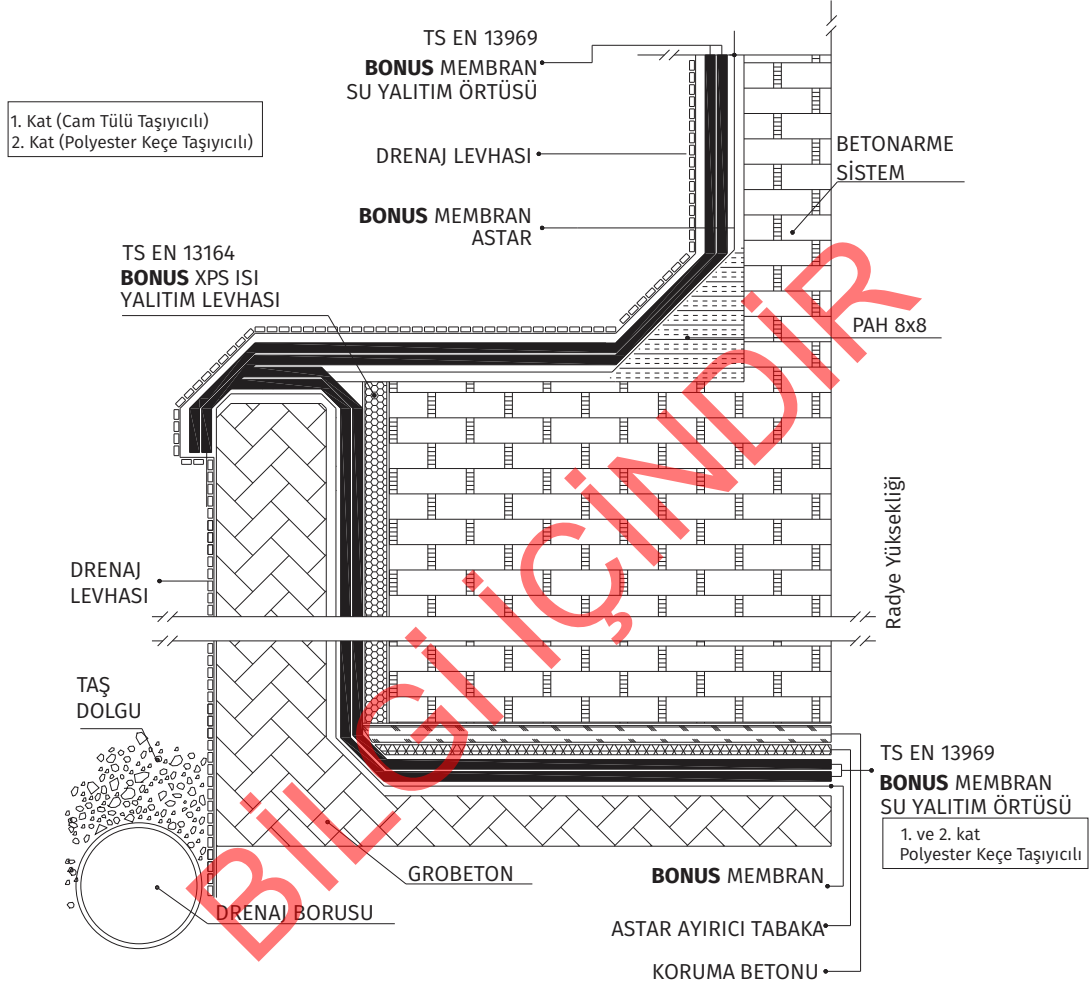 TS EN 13969
BONUS MEMBRAN
SU YALITIM ÖRTÜSÜ
1. Kat (Cam Tülü Taşıyıcılı)
2. Kat (Polyester Keçe Taşıyıcılı)
DRENAJ LEVHASI
BETONARME
SİSTEM
BONUS MEMBRAN
ASTAR
TS EN 13164
BONUS XPS ISI
YALITIM LEVHASI
PAH 8x8
BİLGİ İÇİNDİR
Radye Yüksekliği
DRENAJ
LEVHASI
TAŞ
DOLGU
TS EN 13969
BONUS MEMBRAN
SU YALITIM ÖRTÜSÜ
1. ve 2. kat
Polyester Keçe Taşıyıcılı
GROBETON
BONUS MEMBRAN
DRENAJ BORUSU
ASTAR AYIRICI TABAKA
KORUMA BETONU